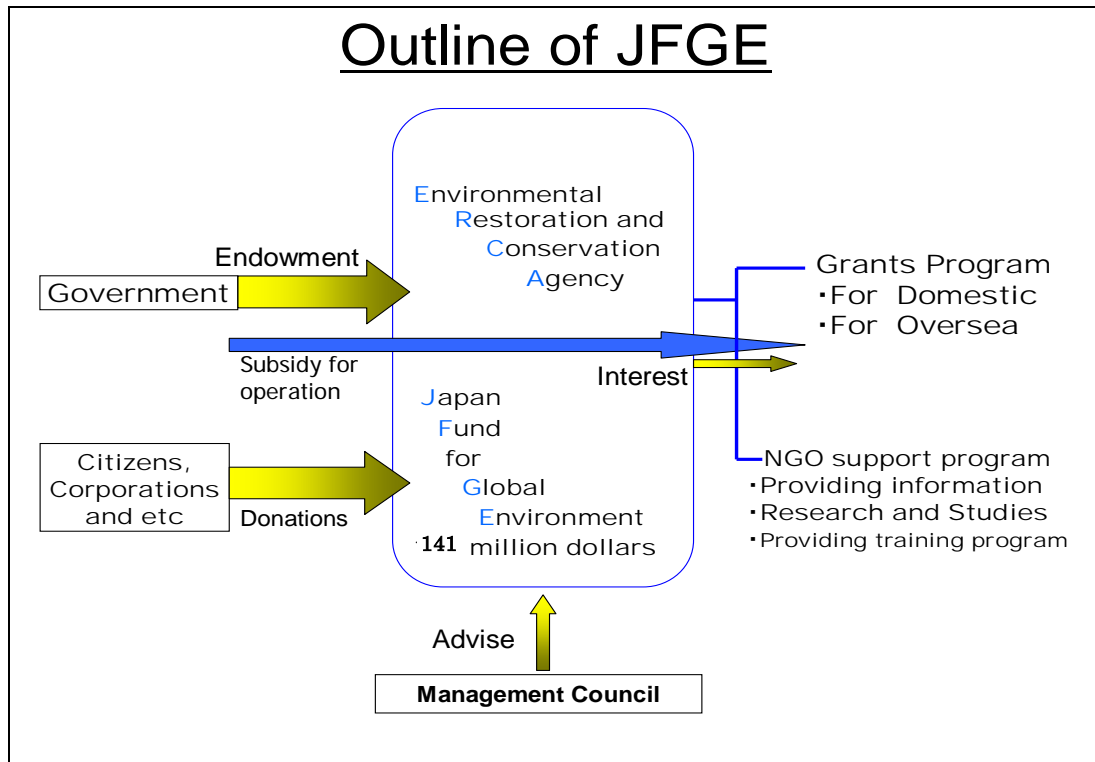 Outline of JFGE
Environmental
Restoration and
Conservation
Agency
Endowment
Government
Grants Program
・For Domestic
・For Oversea
Subsidy for
operation
Interest
Japan
Fund
for
Global
Environment
141 million dollars
Citizens,
Corporations
and etc
Donations
NGO support program
・Providing information
・Research and Studies
・Providing training program
Advise
Management Council